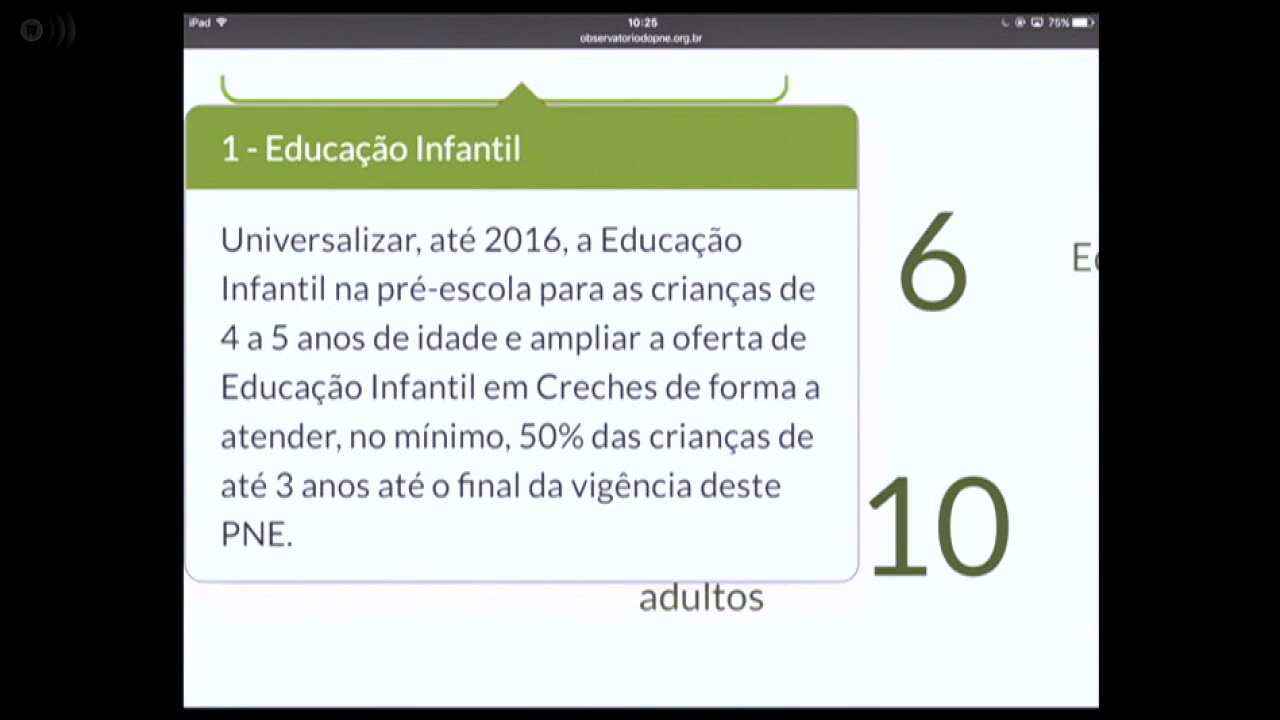 iPad
10:25
75%
observatoriodopne.org.br
1 - Educação Infantil
Universalizar, até 2016, a Educação
Infantil na pré-escola para as crianças de
4 a 5 anos de idade e ampliar a oferta de
Educação Infantil em Creches de forma a
atender, no mínimo, 50% das crianças de
até 3 anos até o final da vigência deste
PNE.
6
10
adultos